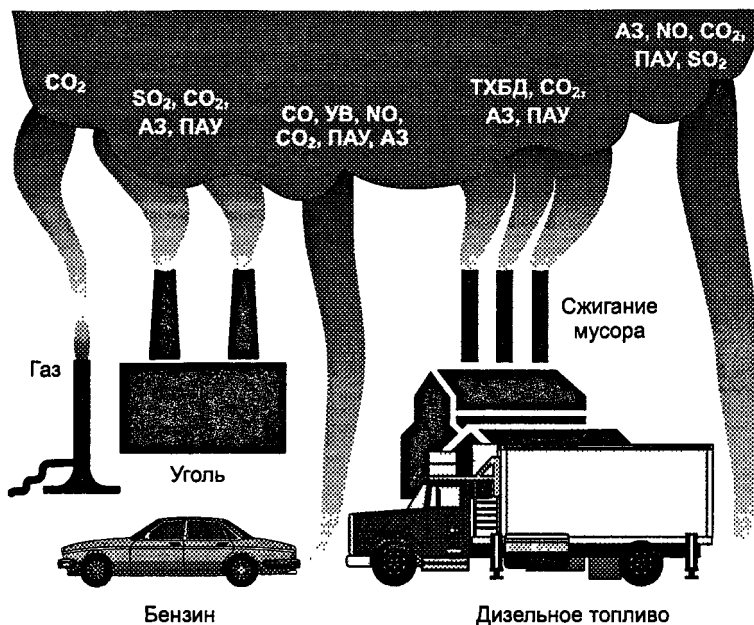 CO₂
SO₂, CO₂,
АЗ, ПАУ
CO, УВ, NO,
CO₂, ПАУ, АЗ
ТХБД, CO₂,
АЗ, ПАУ
АЗ, NO, CO₂,
ПАУ, SO₂
Газ
Уголь
Сжигание
мусора
Бензин
Дизельное топливо